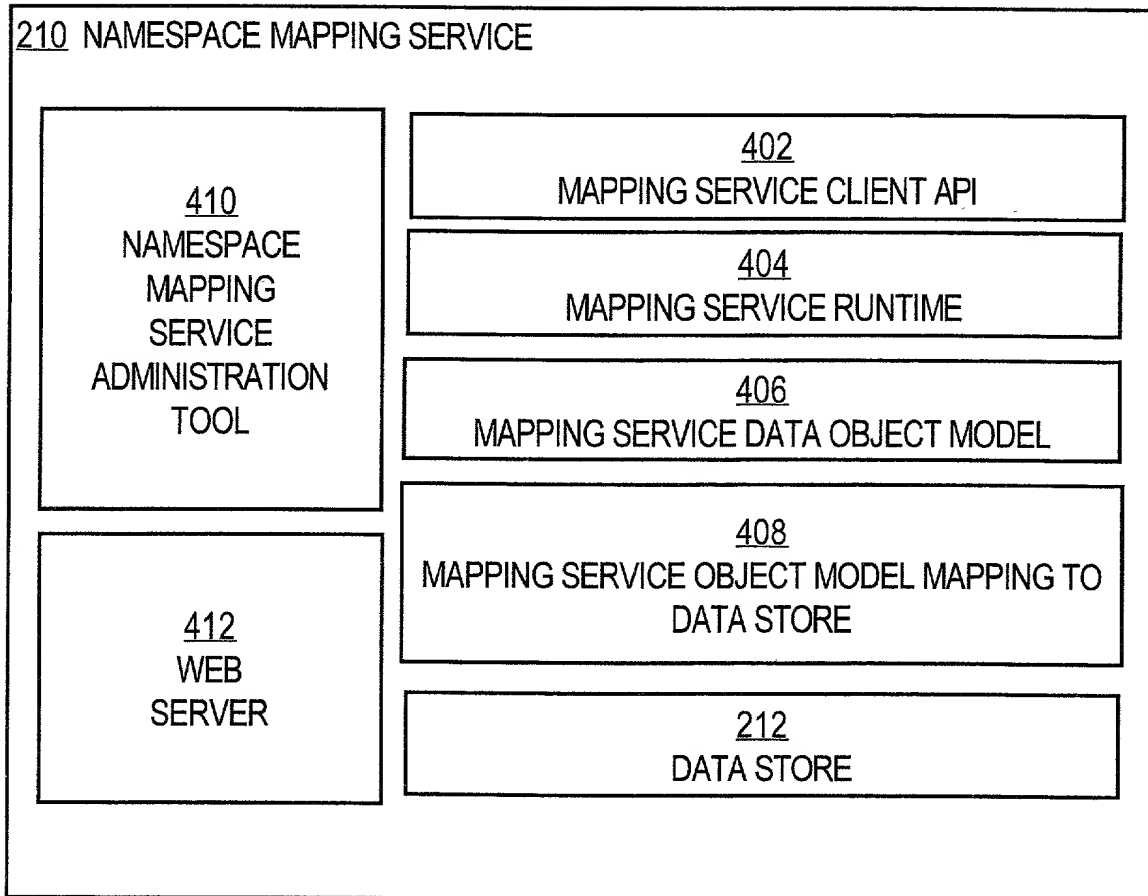 210 NAMESPACE MAPPING SERVICE
410
NAMESPACE
MAPPING
SERVICE
ADMINISTRATION
TOOL
412
WEB
SERVER
402
MAPPING SERVICE CLIENT API
404
MAPPING SERVICE RUNTIME
406
MAPPING SERVICE DATA OBJECT MODEL
408
MAPPING SERVICE OBJECT MODEL MAPPING TO
DATA STORE
212
DATA STORE